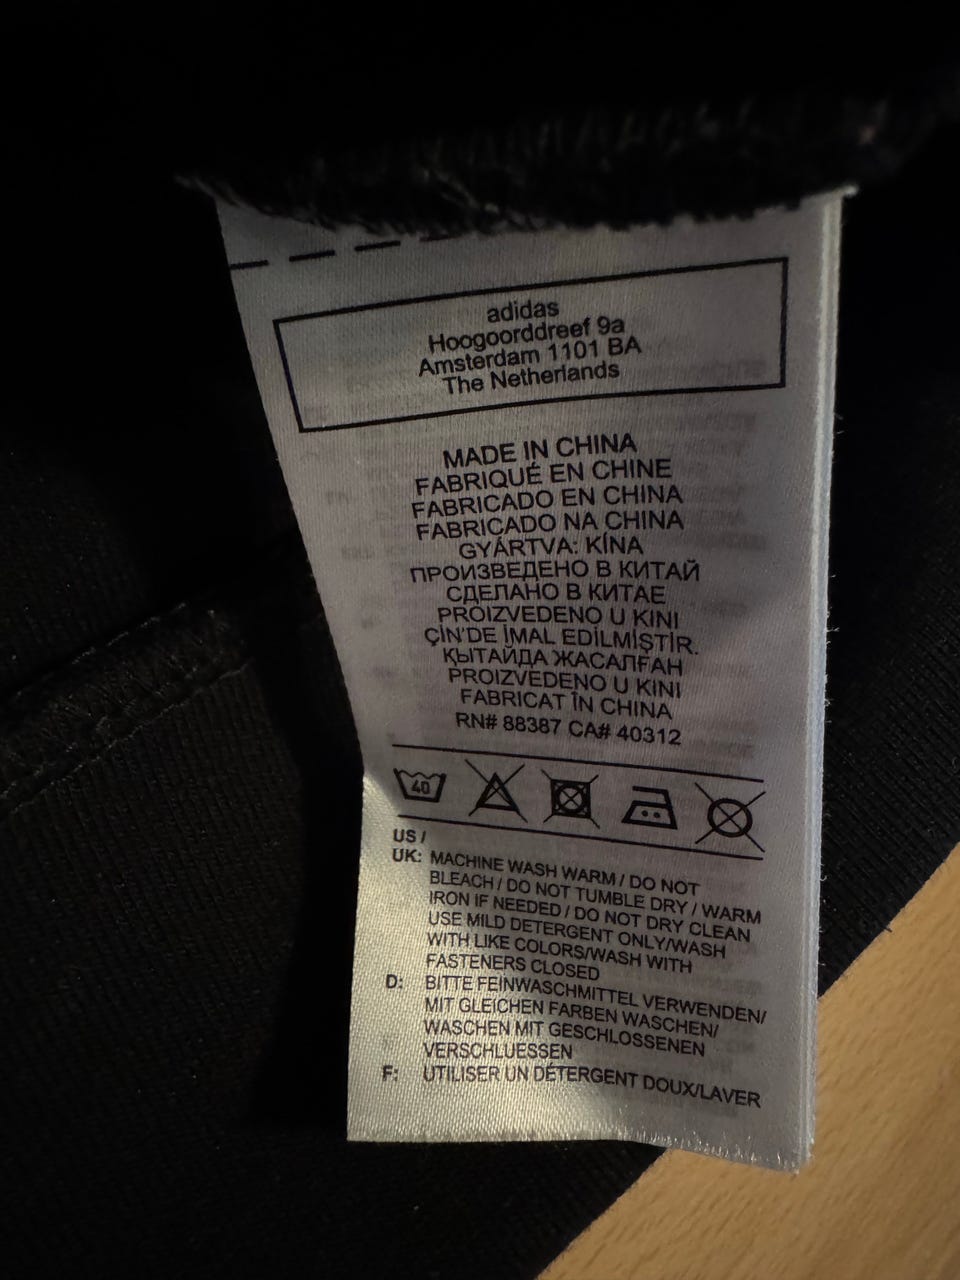 adidas
Hoogoorddreef 9a
Amsterdam 1101 BA
The Netherlands
MADE IN CHINA
FABRIQUÉ EN CHINE
FABRICADO EN CHINA
FABRICADO NA CHINA
GYÁRTVA: KÍNA
ПРОИЗВЕДЕНО В КИТАЙ
СДЕЛАНО В КИТАЕ
PROIZVEDENO U KINI
ÇİN'DE İMAL EDİLMİŞTİR.
ҚЫТАЙДА ЖАСАЛҒАН
PROIZVEDENO U KINI
FABRICAT ÎN CHINA
RN# 88387 CA# 40312
40
US /
UK: MACHINE WASH WARM / DO NOT
BLEACH / DO NOT TUMBLE DRY / WARM
IRON IF NEEDED / DO NOT DRY CLEAN
USE MILD DETERGENT ONLY/WASH
WITH LIKE COLORS/WASH WITH
FASTENERS CLOSED
D: BITTE FEINWASCHMITTEL VERWENDEN/
MIT GLEICHEN FARBEN WASCHEN/
WASCHEN MIT GESCHLOSSENEN
VERSCHLUESSEN
F: UTILISER UN DÉTERGENT DOUX/LAVER